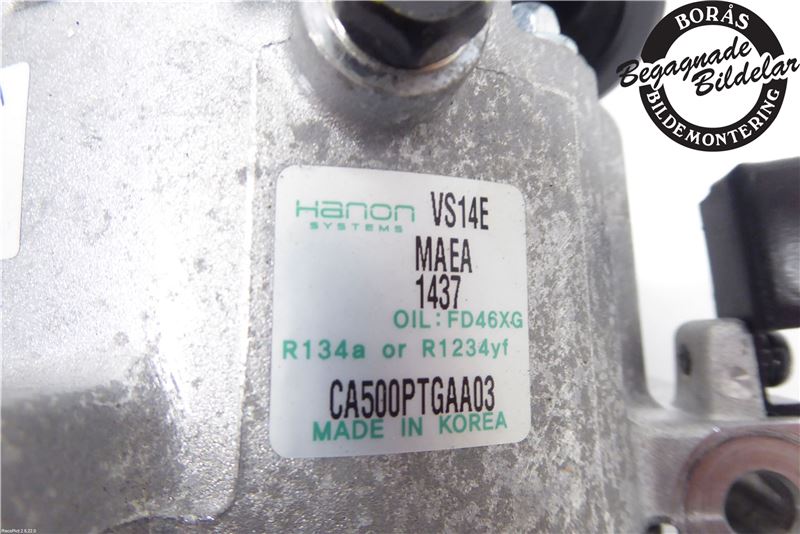 BORÅS
Begagnade
Bildelar
BILDEMONTERING
Hanon VS14E
SYSTEMS
MAEA
1437
OIL:FD46XG
R134a or R1234yf
CA500PTGAA03
MADE IN KOREA